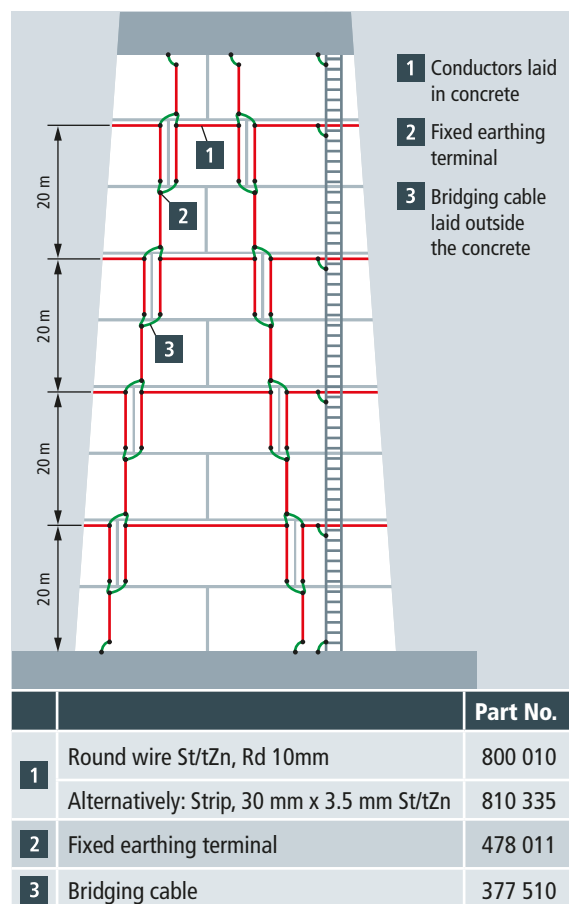 1 Conductors laid
in concrete
2 Fixed earthing
terminal
3 Bridging cable
laid outside
the concrete
20 m
20 m
20 m
20 m
1
2
3
Part No.
1 Round wire St/tZn, Rd 10mm 800 010
Alternatively: Strip, 30 mm x 3.5 mm St/tZn 810 335
2 Fixed earthing terminal 478 011
3 Bridging cable 377 510